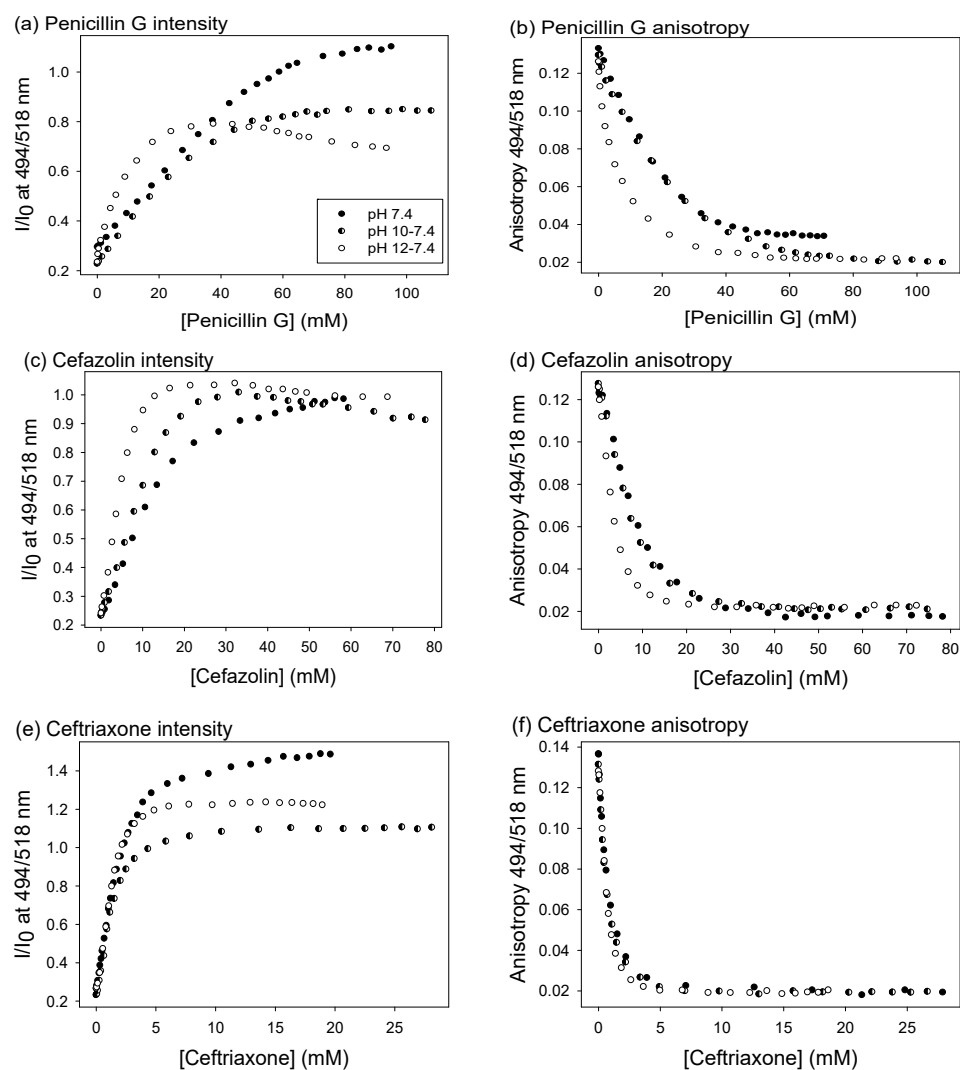 (a) Penicillin G intensity
I/I0 at 494/518 nm
1.0
0.8
0.6
0.4
0.2
pH 7.4
pH 10-7.4
pH 12-7.4
0 20 40 60 80 100
[Penicillin G] (mM)
(b) Penicillin G anisotropy
Anisotropy 494/518 nm
0.12
0.10
0.08
0.06
0.04
0.02
0 20 40 60 80 100
[Penicillin G] (mM)
(c) Cefazolin intensity
I/I0 at 494/518 nm
1.0
0.9
0.8
0.7
0.6
0.5
0.4
0.3
0.2
0 10 20 30 40 50 60 70 80
[Cefazolin] (mM)
(d) Cefazolin anisotropy
Anisotropy 494/518 nm
0.12
0.10
0.08
0.06
0.04
0.02
0 10 20 30 40 50 60 70 80
[Cefazolin] (mM)
(e) Ceftriaxone intensity
I/I0 at 494/518 nm
1.4
1.2
1.0
0.8
0.6
0.4
0.2
0 5 10 15 20 25
[Ceftriaxone] (mM)
(f) Ceftriaxone anisotropy
Anisotropy 494/518 nm
0.14
0.12
0.10
0.08
0.06
0.04
0.02
0 5 10 15 20 25
[Ceftriaxone] (mM)